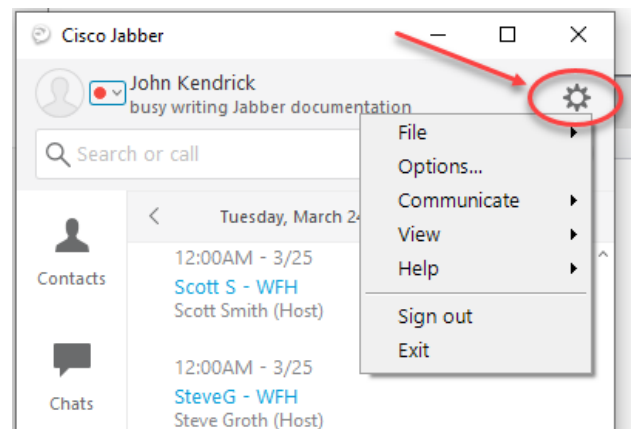 Cisco Jabber
John Kendrick
busy writing Jabber documentation
Search or call
File
Options...
Communicate
View
Help
Sign out
Exit
Contacts
Chats
Tuesday, March 24
12:00AM - 3/25
Scott S - WFH
Scott Smith (Host)
12:00AM - 3/25
SteveG - WFH
Steve Groth (Host)